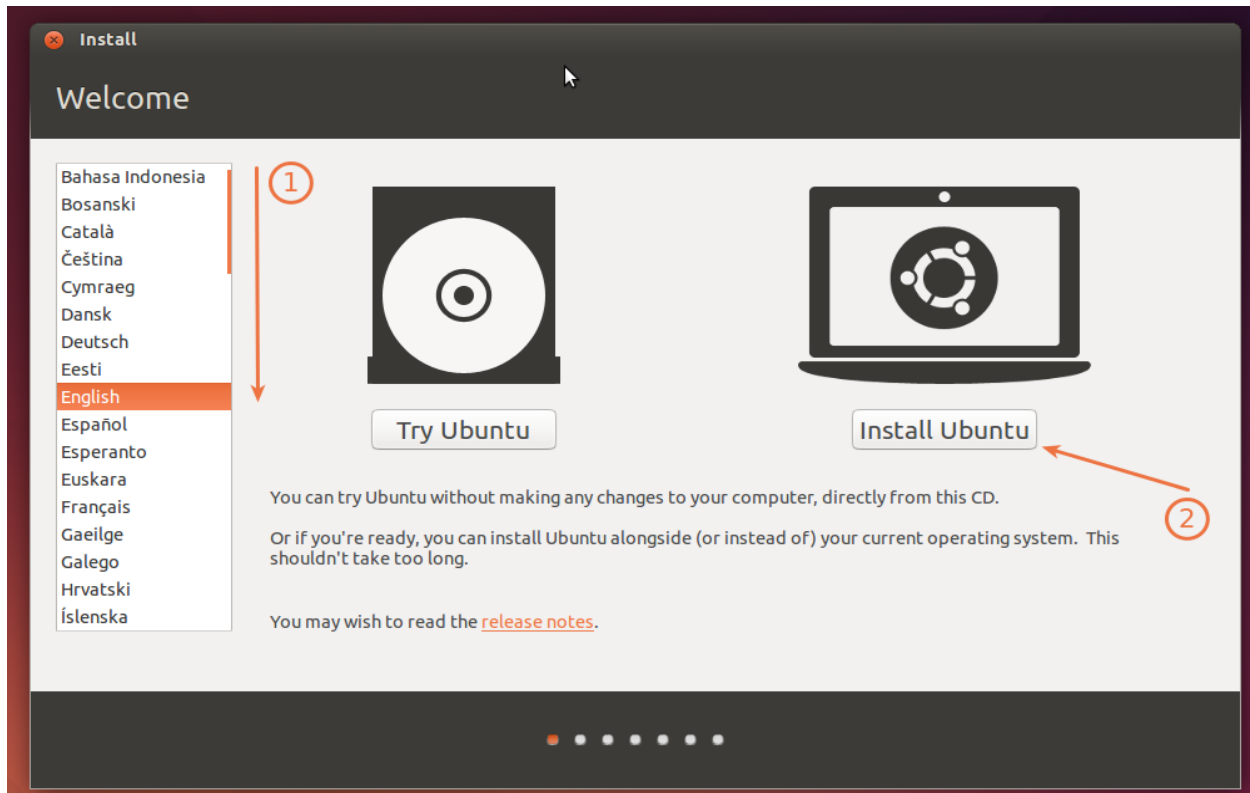 Install
Welcome
Bahasa Indonesia
Bosanski
Català
Čeština
Cymraeg
Dansk
Deutsch
Eesti
English
Español
Esperanto
Euskara
Français
Gaeilge
Galego
Hrvatski
Íslenska
1
Try Ubuntu
Install Ubuntu
2
You can try Ubuntu without making any changes to your computer, directly from this CD.
Or if you're ready, you can install Ubuntu alongside (or instead of) your current operating system. This
shouldn't take too long.
You may wish to read the release notes.